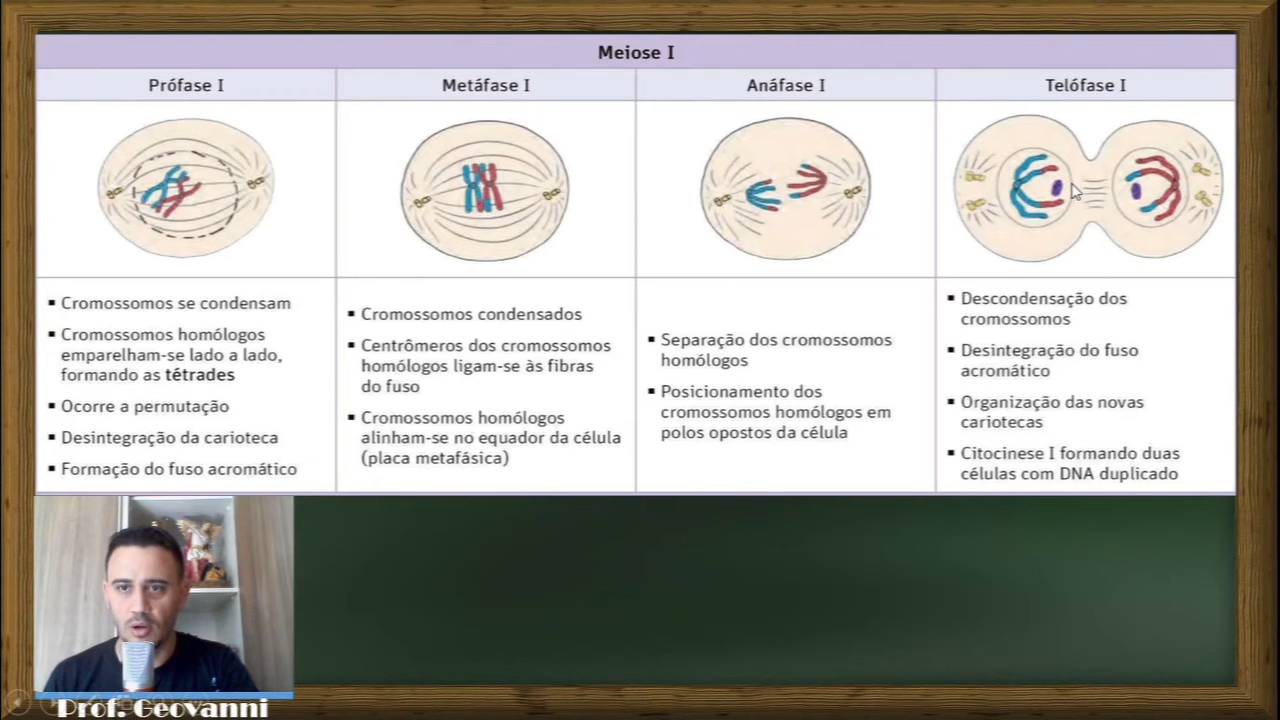 Meiose I
Prófase I
Metáfase I
Anáfase I
Telófase I
▪ Cromossomos se condensam
▪ Cromossomos homólogos
emparelham-se lado a lado,
formando as tétrades
▪ Ocorre a permutação
▪ Desintegração da carioteca
▪ Formação do fuso acromático
▪ Cromossomos condensados
▪ Centrômeros dos cromossomos
homólogos ligam-se às fibras
do fuso
▪ Cromossomos homólogos
alinham-se no equador da célula
(placa metafásica)
▪ Separação dos cromossomos
homólogos
▪ Posicionamento dos
cromossomos homólogos em
polos opostos da célula
▪ Descondensação dos
cromossomos
▪ Desintegração do fuso
acromático
▪ Organização das novas
cariotecas
▪ Citocinese I formando duas
células com DNA duplicado
Prof. Geovanni